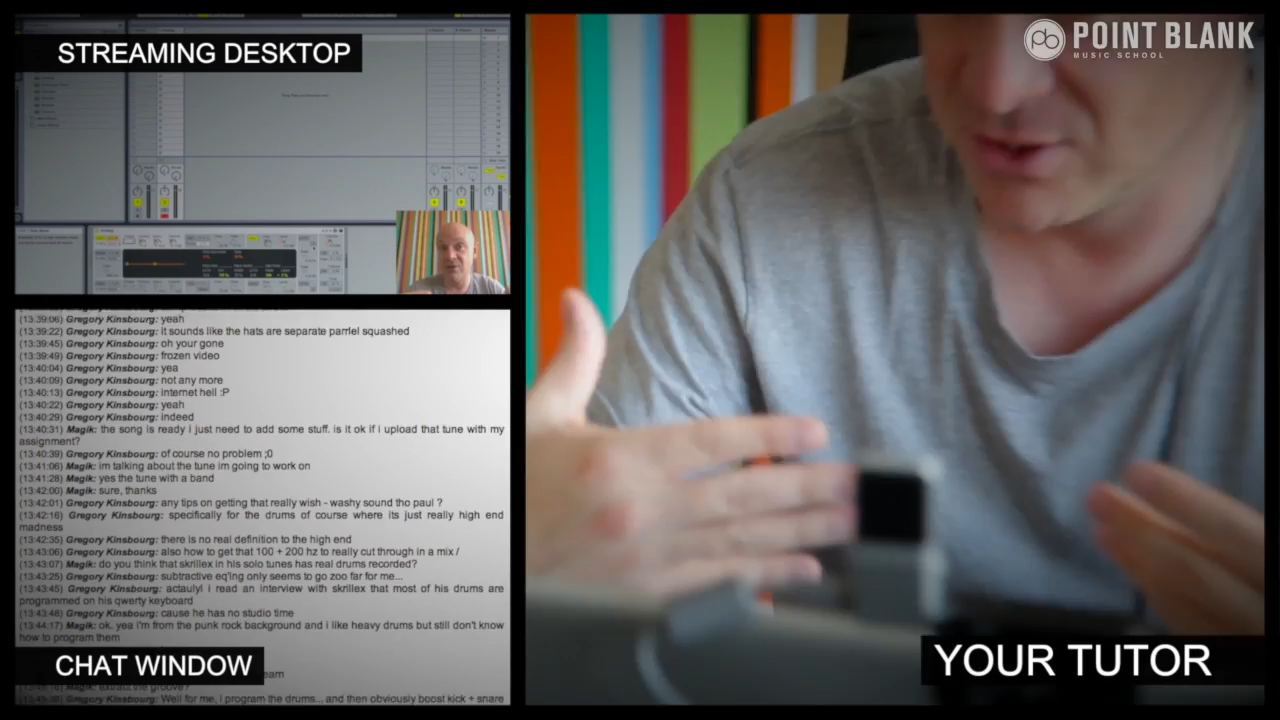 STREAMING DESKTOP
POINT BLANK
MUSIC SCHOOL
(13:39:06) Gregory Kinsbourg: yeah
(13:39:22) Gregory Kinsbourg: it sounds like the hats are separate parrfel squashed
(13:39:45) Gregory Kinsbourg: oh your gone
(13:39:49) Gregory Kinsbourg: frozen video
(13:40:04) Gregory Kinsbourg: yea
(13:40:09) Gregory Kinsbourg: not any more
(13:40:13) Gregory Kinsbourg: internet hell :P
(13:40:22) Gregory Kinsbourg: yeah
(13:40:29) Gregory Kinsbourg: indeed
(13:40:31) Magik: the song is ready i just need to add some stuff. is it ok if i upload that tune with my
assignment?
(13:40:39) Gregory Kinsbourg: of course no problem ;0
(13:41:06) Magik: im talking about the tune im going to work on
(13:41:28) Magik: yes the tune with a band
(13:42:00) Magik: sure, thanks
(13:42:01) Gregory Kinsbourg: any tips on getting that really wish - washy sound tho paul ?
(13:42:16) Gregory Kinsbourg: specifically for the drums of course where its just really high end
madness
(13:42:35) Gregory Kinsbourg: there is no real definition to the high end
(13:43:06) Gregory Kinsbourg: also how to get that 100 + 200 hz to really cut through in a mix /
(13:43:07) Magik: do you think that skrillex in his solo tunes has real drums recorded?
(13:43:25) Gregory Kinsbourg: subtractive eq'ing only seems to go zoo far for me...
(13:43:45) Gregory Kinsbourg: actaulyl i read an interview with skrillex that most of his drums are
programmed on his qwerty keyboard
(13:43:48) Gregory Kinsbourg: cause he has no studio time
(13:44:17) Magik: ok. yea i'm from the punk rock background and i like heavy drums but still don't know
how to program them
CHAT WINDOW
Magik: extract the groove?
Gregory Kinsbourg: Well for me, i program the drums... and then obviously boost kick + snare
YOUR TUTOR